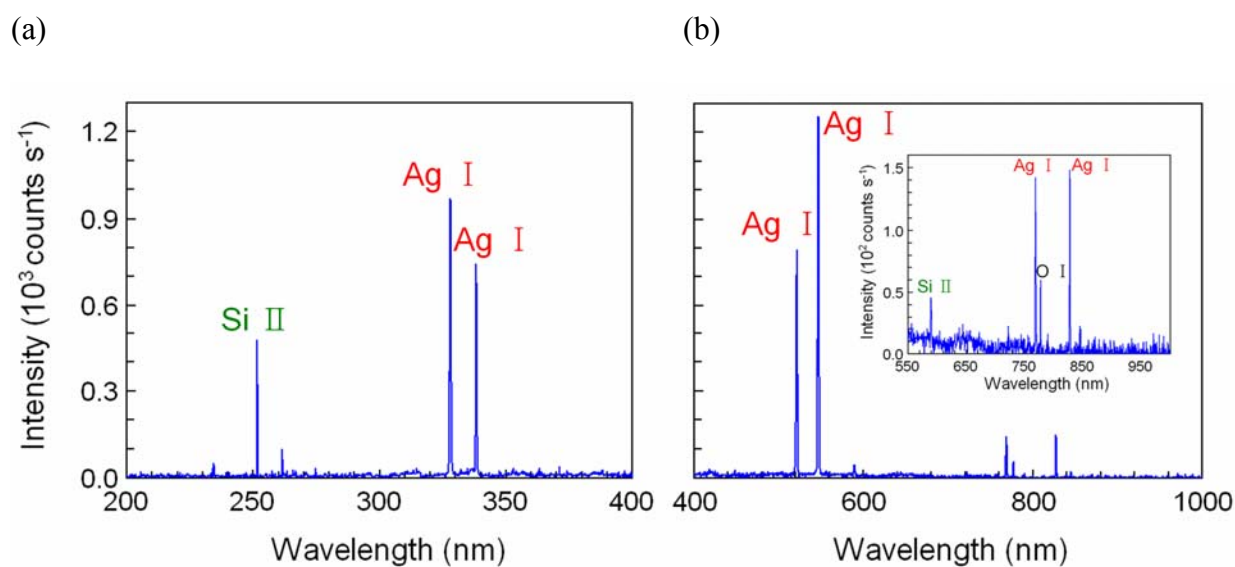 (a)
Intensity (10³ counts s⁻¹)
1.2
0.9
0.6
0.3
0.0
Si Ⅱ
Ag Ⅰ
Ag Ⅰ
200 250 300 350 400
Wavelength (nm)
(b)
Ag Ⅰ
Ag Ⅰ
400 600 800 1000
Wavelength (nm)
Intensity (10² counts s⁻¹)
1.5
1.0
0.5
0.0
Si Ⅱ
Ag Ⅰ
O Ⅰ
Ag Ⅰ
550 650 750 850 950
Wavelength (nm)